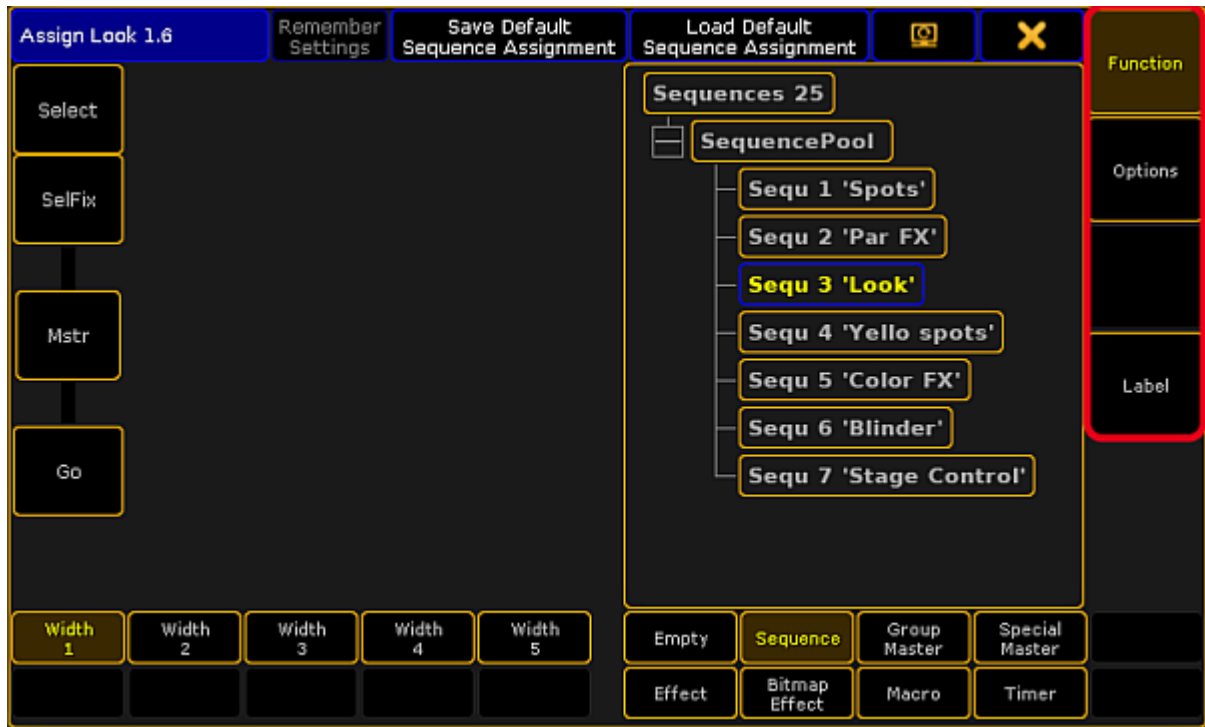 Assign Look 1.6
Remember
Settings
Save Default
Sequence Assignment
Load Default
Sequence Assignment
Function
Options
Label
Select
SelFix
Mstr
Go
Sequences 25
SequencePool
Sequ 1 'Spots'
Sequ 2 'Par FX'
Sequ 3 'Look'
Sequ 4 'Yello spots'
Sequ 5 'Color FX'
Sequ 6 'Blinder'
Sequ 7 'Stage Control'
Width
1
Width
2
Width
3
Width
4
Width
5
Empty
Sequence
Group
Master
Special
Master
Effect
Bitmap
Effect
Macro
Timer